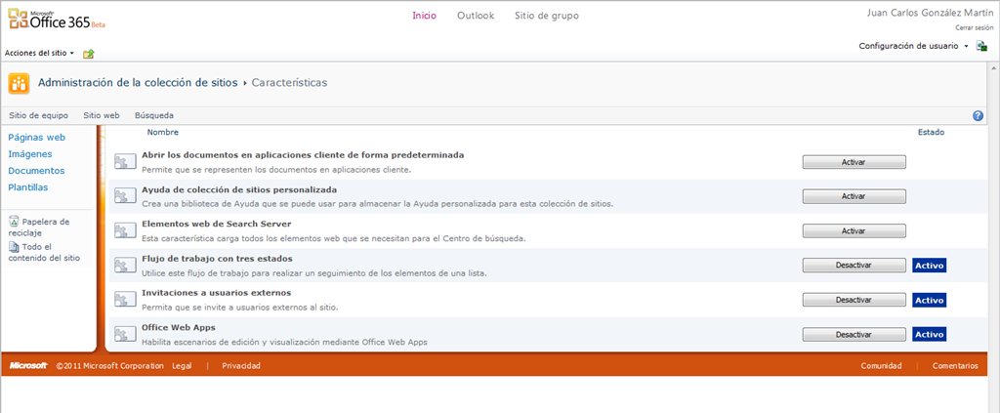 Microsoft®
Office 365 Beta
Inicio Outlook Sitio de grupo
Juan Carlos González Martín
Cerrar sesión
Acciones del sitio
Configuración de usuario
Administración de la colección de sitios Características
Sitio de equipo Sitio web Búsqueda
Páginas web
Imágenes
Documentos
Plantillas
Papelera de
reciclaje
Todo el
contenido del sitio
Nombre Estado
Abrir los documentos en aplicaciones cliente de forma predeterminada
Permite que se representen los documentos en aplicaciones cliente.
Activar
Ayuda de colección de sitios personalizada
Crea una biblioteca de Ayuda que se puede usar para almacenar la Ayuda personalizada para esta colección de sitios.
Activar
Elementos web de Search Server
Esta característica carga todos los elementos web que se necesitan para el Centro de búsqueda.
Activar
Flujo de trabajo con tres estados
Utilice este flujo de trabajo para realizar un seguimiento de los elementos de una lista.
Desactivar Activo
Invitaciones a usuarios externos
Permita que se invite a usuarios externos al sitio.
Desactivar Activo
Office Web Apps
Habilita escenarios de edición y visualización mediante Office Web Apps
Desactivar Activo
Microsoft ©2011 Microsoft Corporation Legal | Privacidad Comunidad | Comentarios